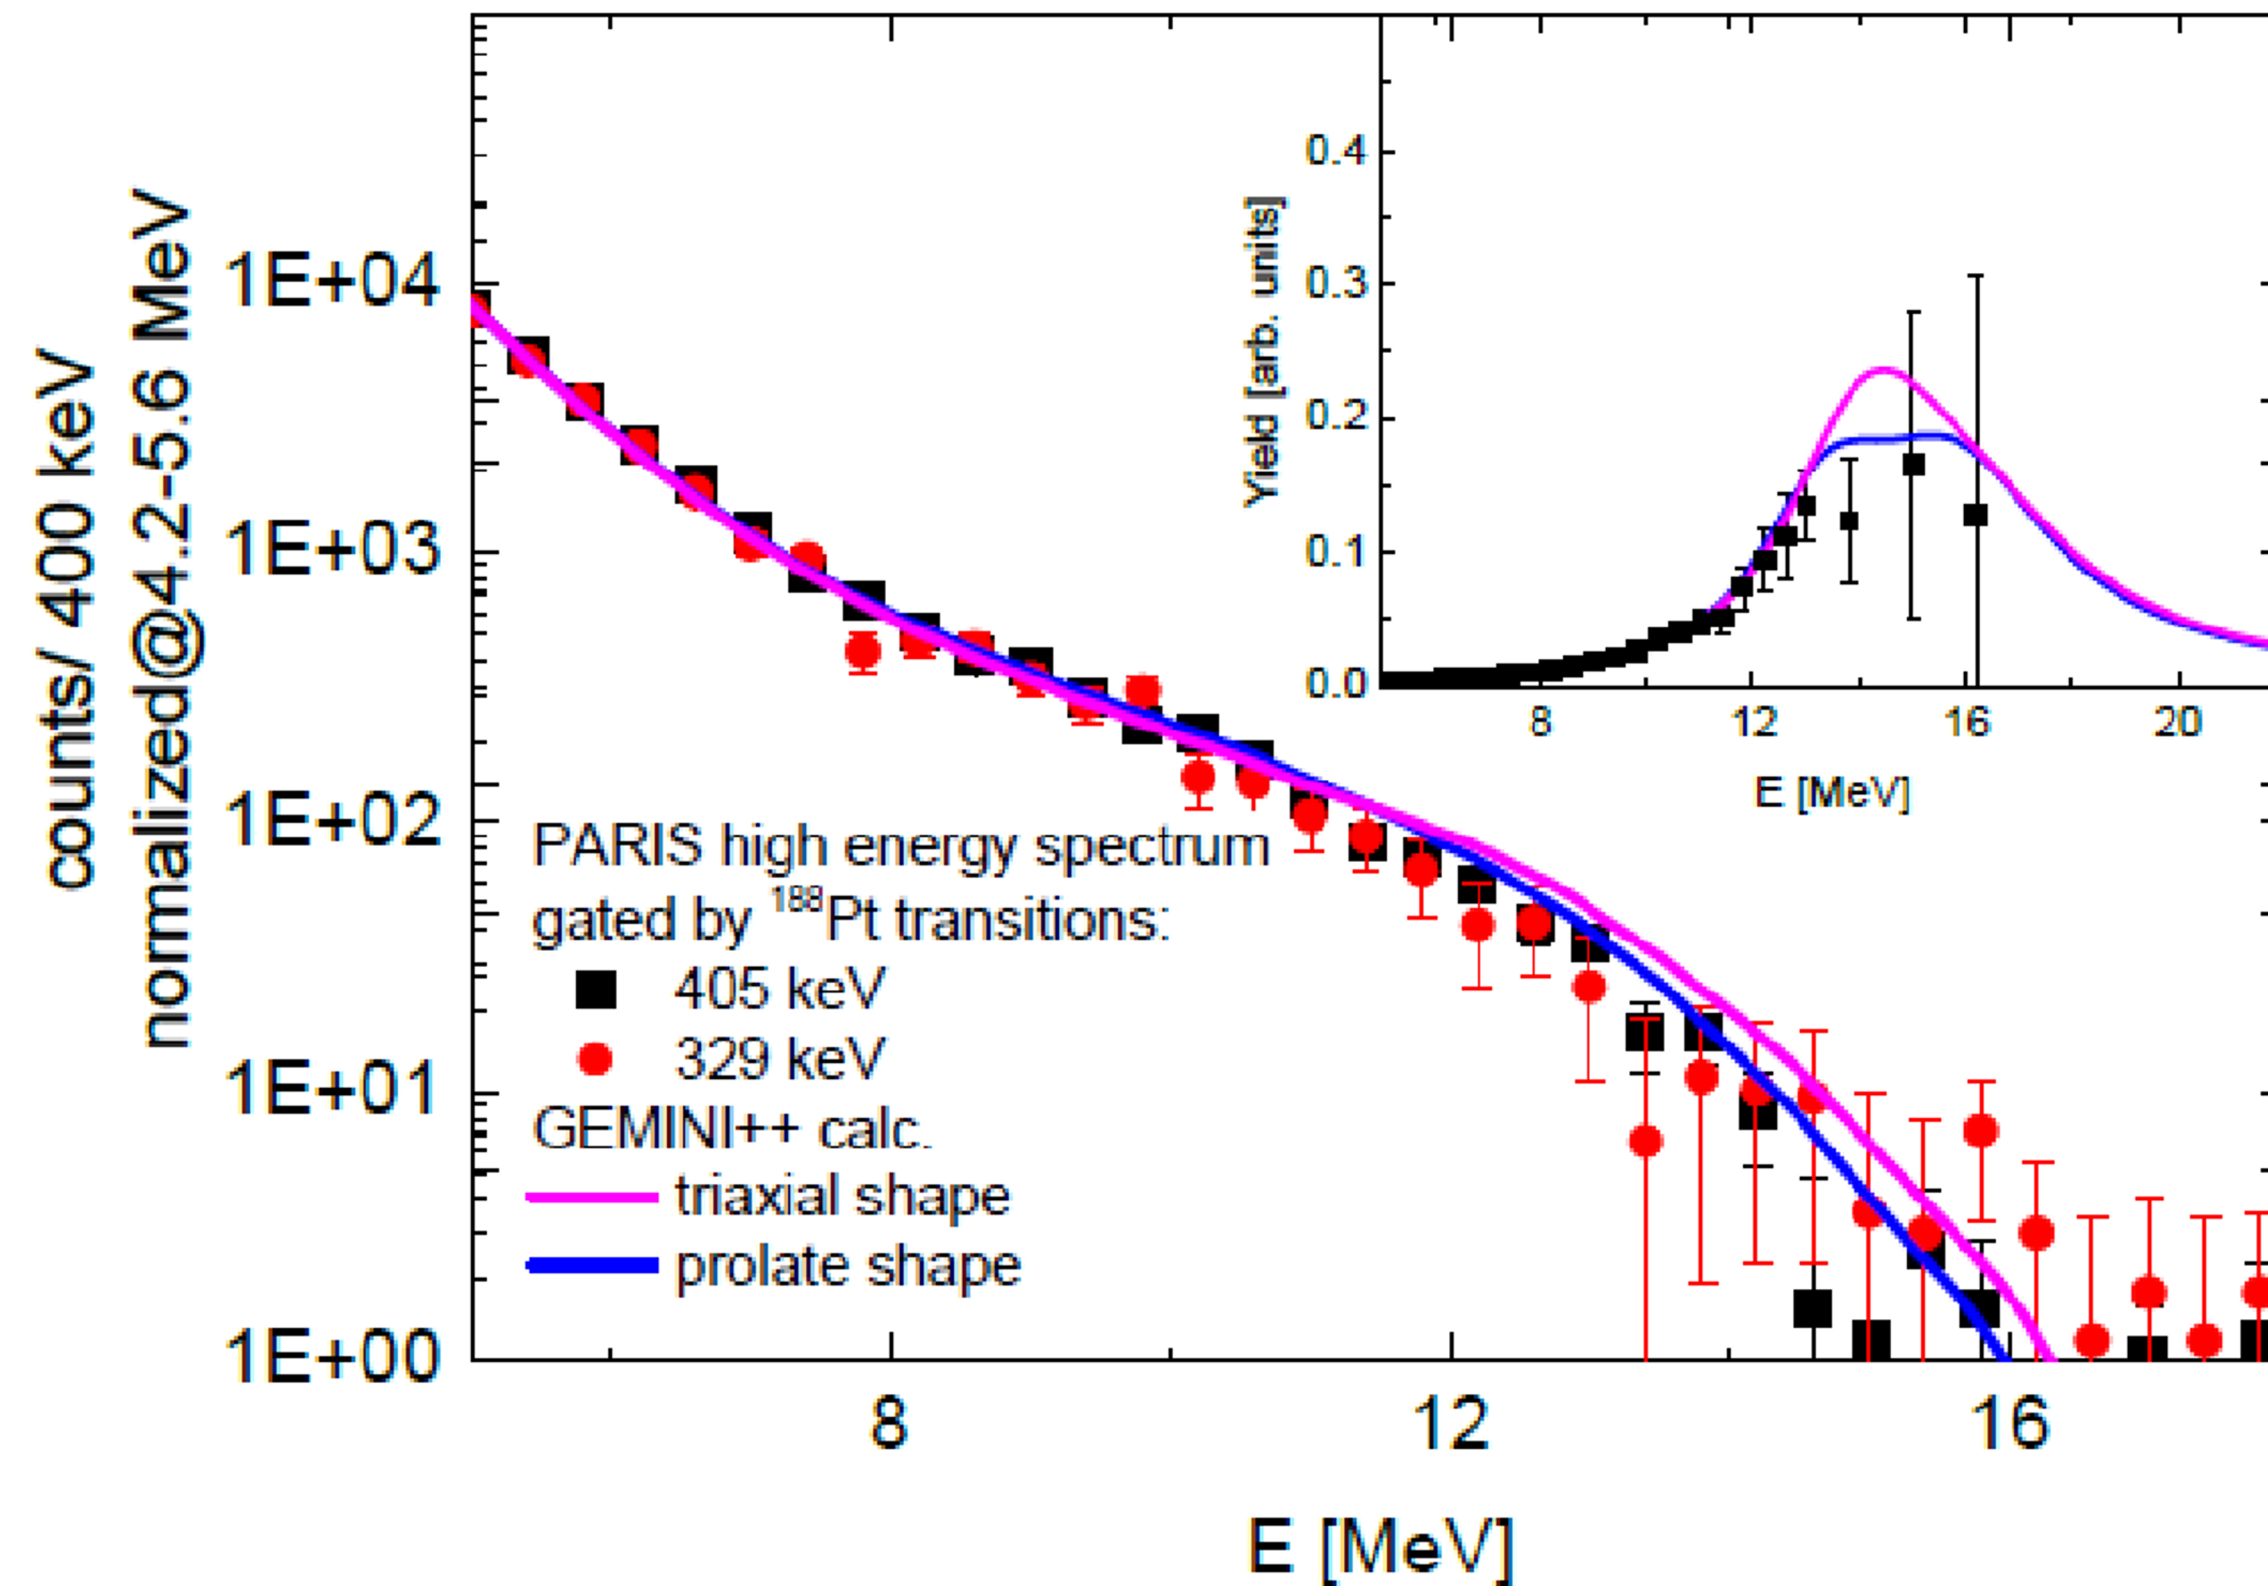 counts/ 400 keV
normalized@4.2-5.6 MeV
1E+04
1E+03
1E+02
1E+01
1E+00
8
12
16
E [MeV]
PARIS high energy spectrum
gated by ¹⁸⁸Pt transitions:
405 keV
329 keV
GEMINI++ calc.
triaxial shape
prolate shape
Yield [arb. units]
0.4
0.3
0.2
0.1
0.0
8
12
16
20
E [MeV]